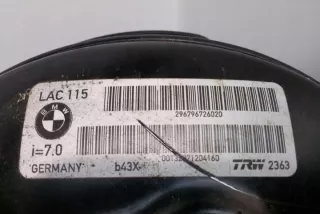 LAC 115
BMW
296796726020
i=7.0
GERMANY b43X
TRW 2363